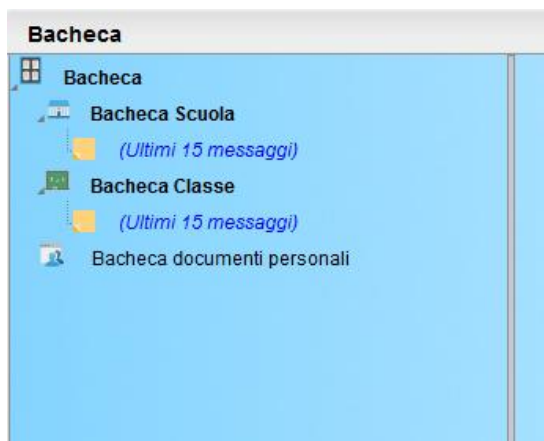 Bacheca
Bacheca
Bacheca Scuola
(Ultimi 15 messaggi)
Bacheca Classe
(Ultimi 15 messaggi)
Bacheca documenti personali